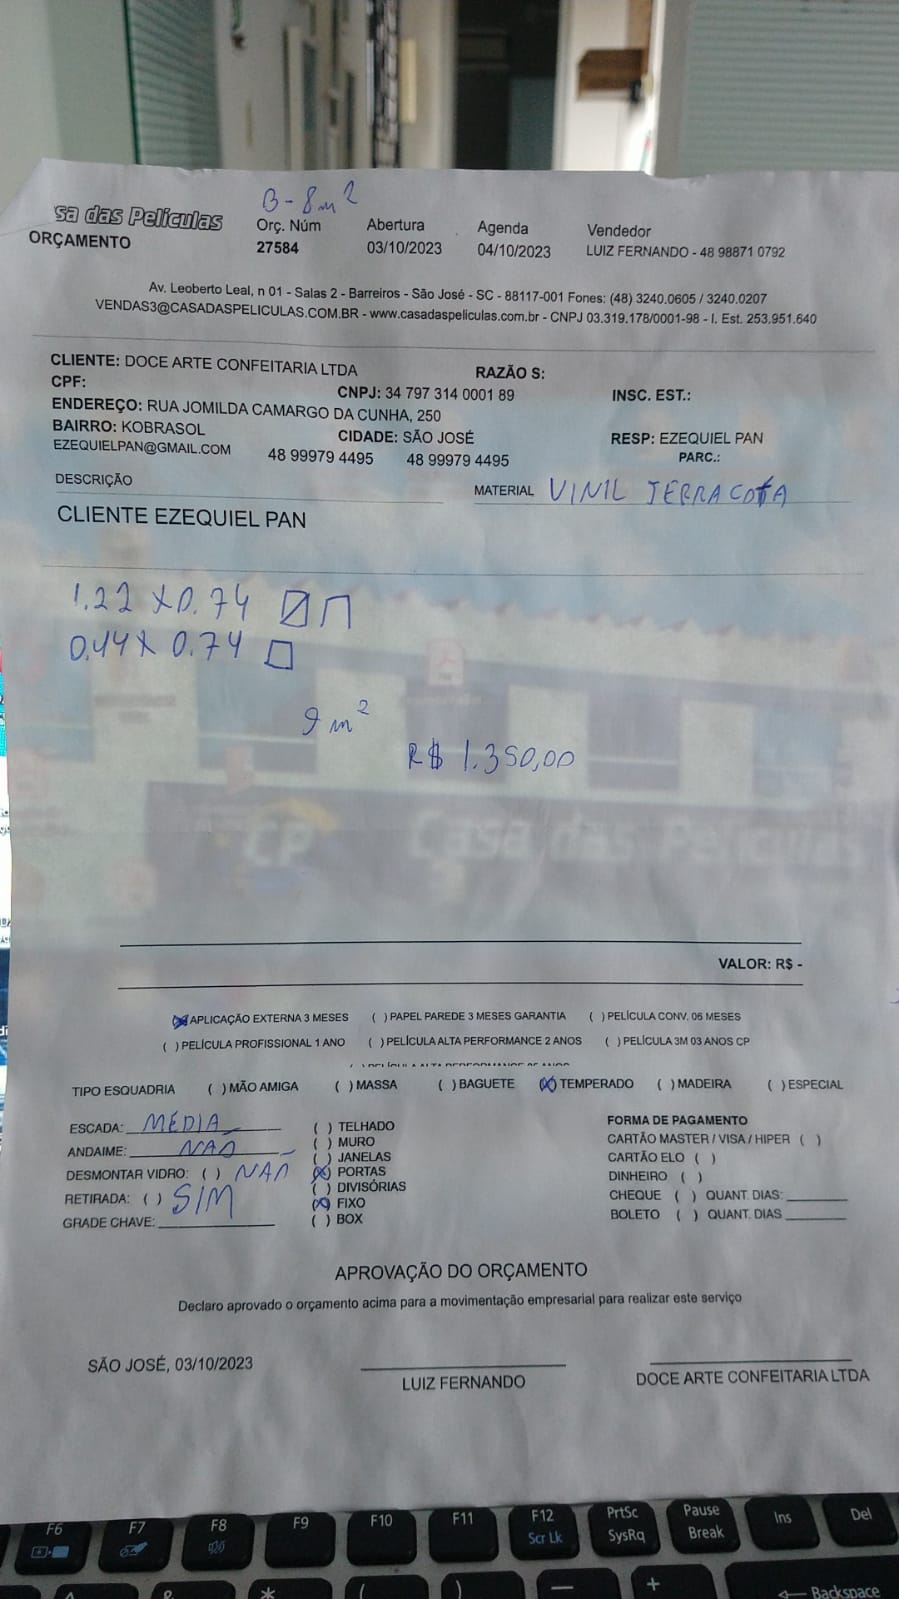 B-8m²
sa das Películas
Orç. Núm Abertura Agenda Vendedor
ORÇAMENTO 27584 03/10/2023 04/10/2023 LUIZ FERNANDO - 48 98871 0792
Av. Leoberto Leal, n 01 - Salas 2 - Barreiros - São José - SC - 88117-001 Fones: (48) 3240.0605 / 3240.0207
VENDAS3@CASADASPELICULAS.COM.BR - www.casadaspeliculas.com.br - CNPJ 03.319.178/0001-98 - I. Est. 253.951.640
CLIENTE: DOCE ARTE CONFEITARIA LTDA RAZÃO S:
CPF: CNPJ: 34 797 314 0001 89 INSC. EST.:
ENDEREÇO: RUA JOMILDA CAMARGO DA CUNHA, 250
BAIRRO: KOBRASOL CIDADE: SÃO JOSÉ RESP: EZEQUIEL PAN
EZEQUIELPAN@GMAIL.COM 48 99979 4495 48 99979 4495 PARC.:
DESCRIÇÃO MATERIAL VINIL TERRACOTA
CLIENTE EZEQUIEL PAN
1.22 X 0.74
0.44 X 0.74
9 m²
R$ 1.350,00
CP Casa das Películas
VALOR: R$ -
(X) APLICAÇÃO EXTERNA 3 MESES ( ) PAPEL PAREDE 3 MESES GARANTIA ( ) PELÍCULA CONV. 06 MESES
( ) PELÍCULA PROFISSIONAL 1 ANO ( ) PELÍCULA ALTA PERFORMANCE 2 ANOS ( ) PELÍCULA 3M 03 ANOS CP
TIPO ESQUADRIA ( ) MÃO AMIGA ( ) MASSA ( ) BAGUETE (X) TEMPERADO ( ) MADEIRA ( ) ESPECIAL
ESCADA: MÉDIA ( ) TELHADO FORMA DE PAGAMENTO
ANDAIME: NAO ( ) MURO CARTÃO MASTER / VISA / HIPER ( )
( ) JANELAS CARTÃO ELO ( )
DESMONTAR VIDRO: ( ) NAO (X) PORTAS DINHEIRO ( )
RETIRADA: ( ) SIM ( ) DIVISÓRIAS CHEQUE ( ) QUANT. DIAS:
(X) FIXO BOLETO ( ) QUANT. DIAS
GRADE CHAVE: ( ) BOX
APROVAÇÃO DO ORÇAMENTO
Declaro aprovado o orçamento acima para a movimentação empresarial para realizar este serviço
SÃO JOSÉ, 03/10/2023
LUIZ FERNANDO DOCE ARTE CONFEITARIA LTDA
F6 F7 F8 F9 F10 F11 F12 PrtSc Pause Ins Del
Scr Lk SysRq Break
& * ( ) — + Backspace